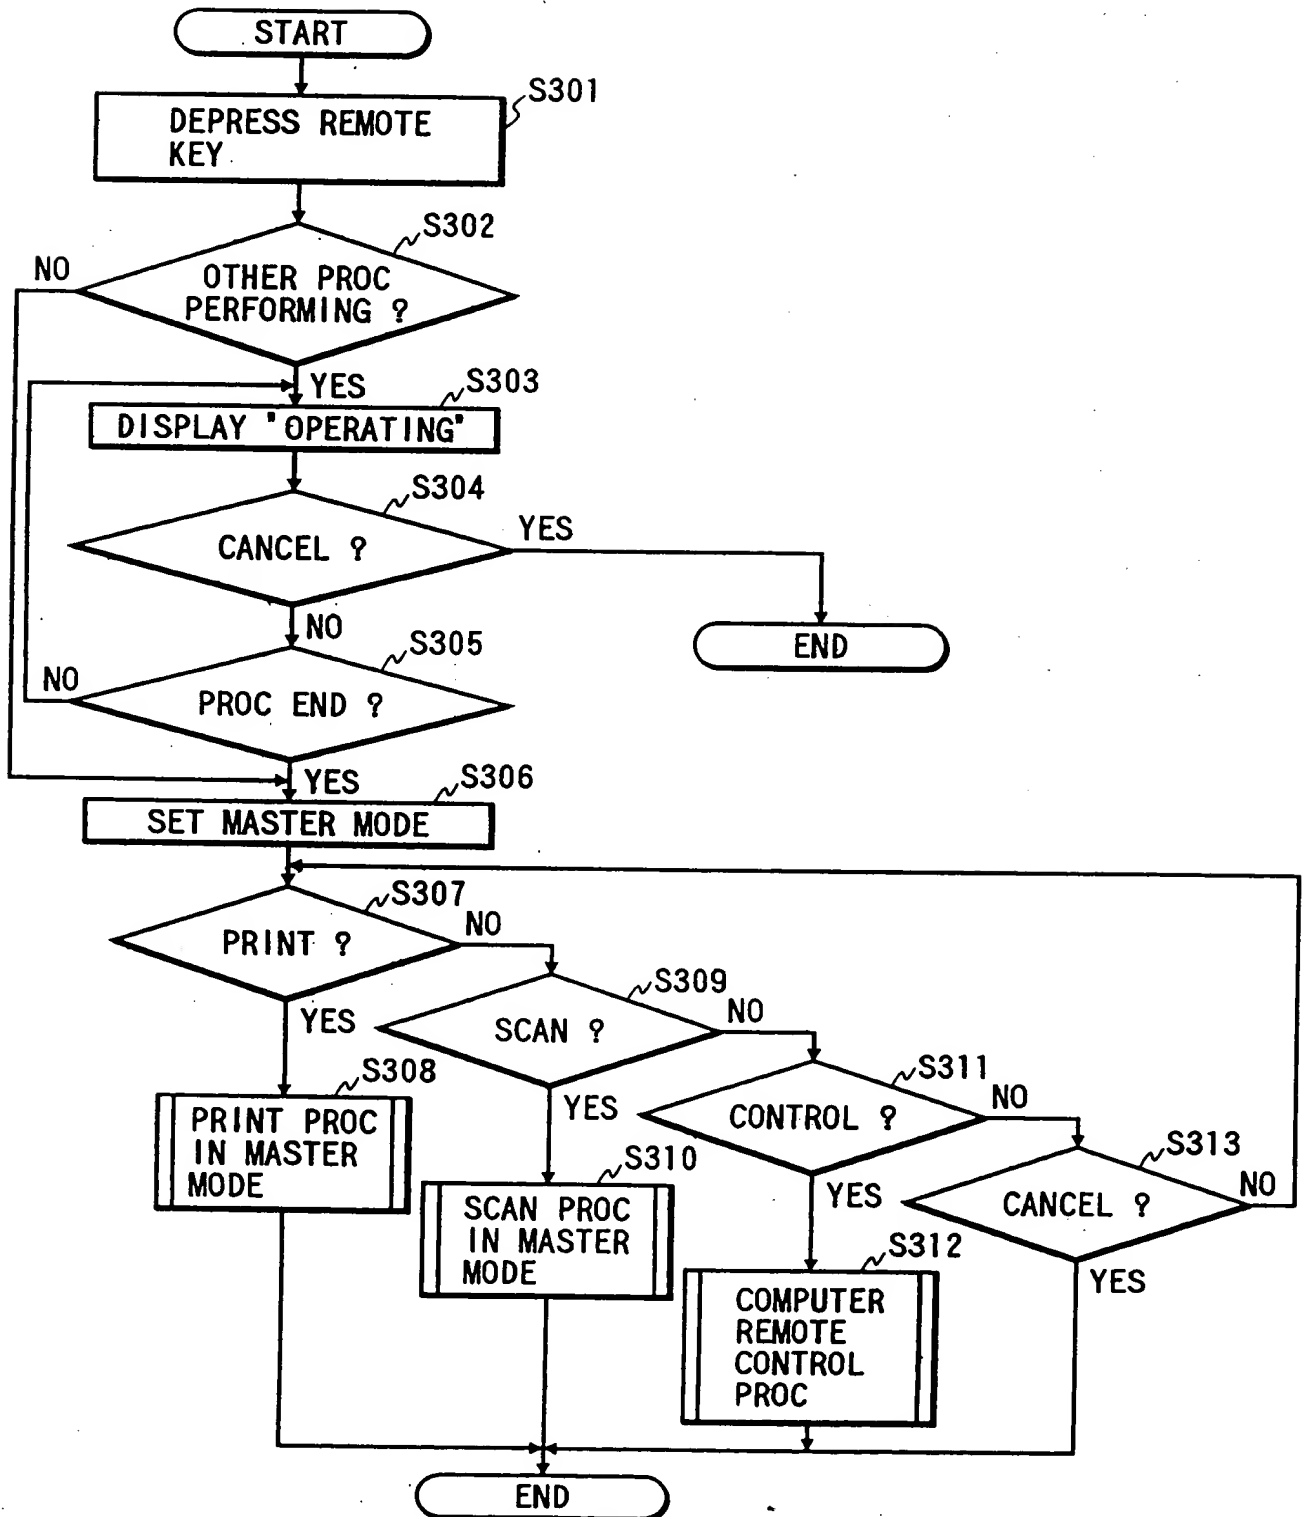 START
S301
DEPRESS REMOTE
KEY
S302
NO
OTHER PROC
PERFORMING ?
YES
S303
DISPLAY "OPERATING"
S304
CANCEL ?
YES
NO
END
S305
NO
PROC END ?
YES
S306
SET MASTER MODE
S307
NO
PRINT ?
S309
NO
YES
SCAN ?
S308
S311
NO
YES
CONTROL ?
PRINT PROC
IN MASTER
MODE
S313
NO
S310
YES
CANCEL ?
SCAN PROC
IN MASTER
MODE
S312
YES
COMPUTER
REMOTE
CONTROL
PROC
END